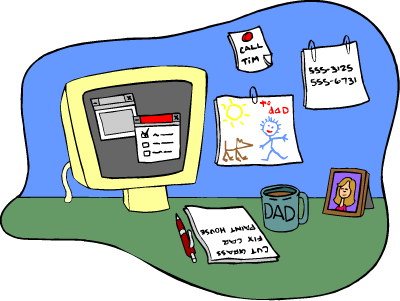 CALL
TIM
555-3125
555-6731
to
DAD
DAD
CUT GRASS
FIX CAR
PAINT HOUSE